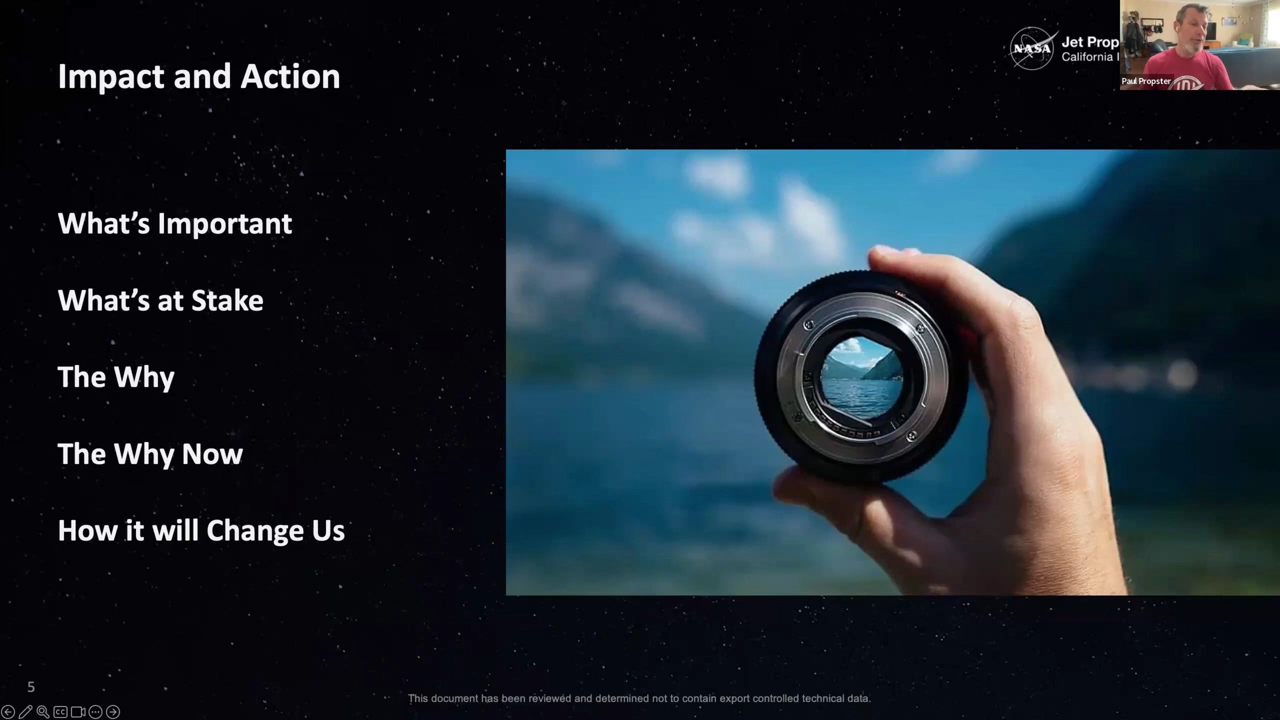 Impact and Action
NASA
Jet Prop
California I
Paul Propster
What's Important
What's at Stake
The Why
The Why Now
How it will Change Us
5
This document has been reviewed and determined not to contain export controlled technical data.
CC